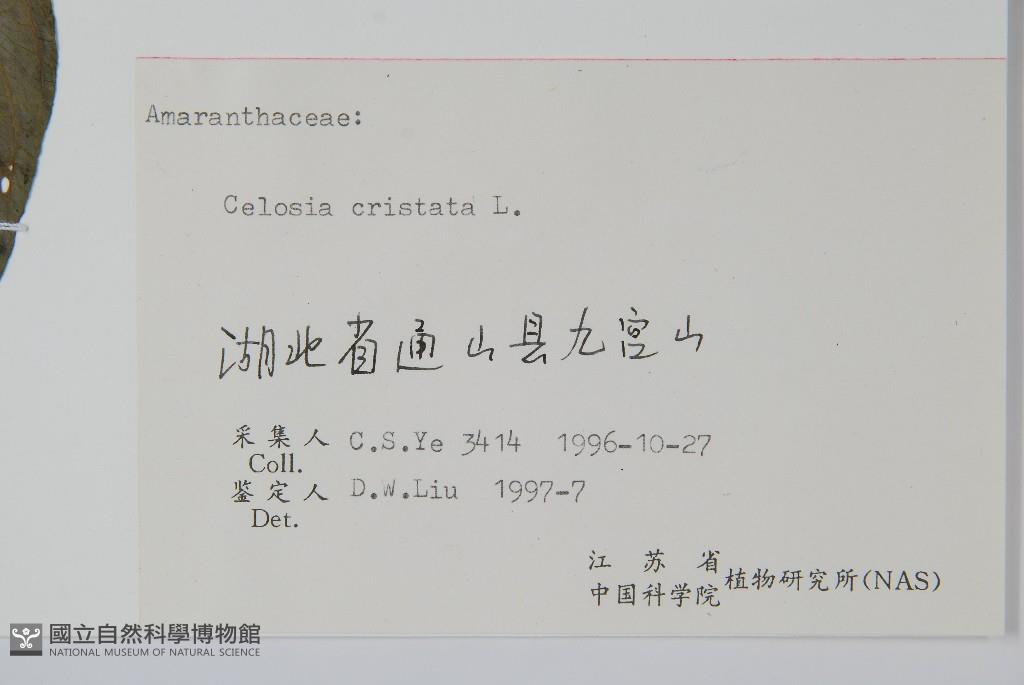 Amaranthaceae:
Celosia cristata L.
湖北省通山县九宫山
采集人 C.S.Ye 3414 1996-10-27
Coll.
鉴定人 D.W.Liu 1997-7
Det.
江苏省
中国科学院植物研究所(NAS)
國立自然科學博物館
NATIONAL MUSEUM OF NATURAL SCIENCE